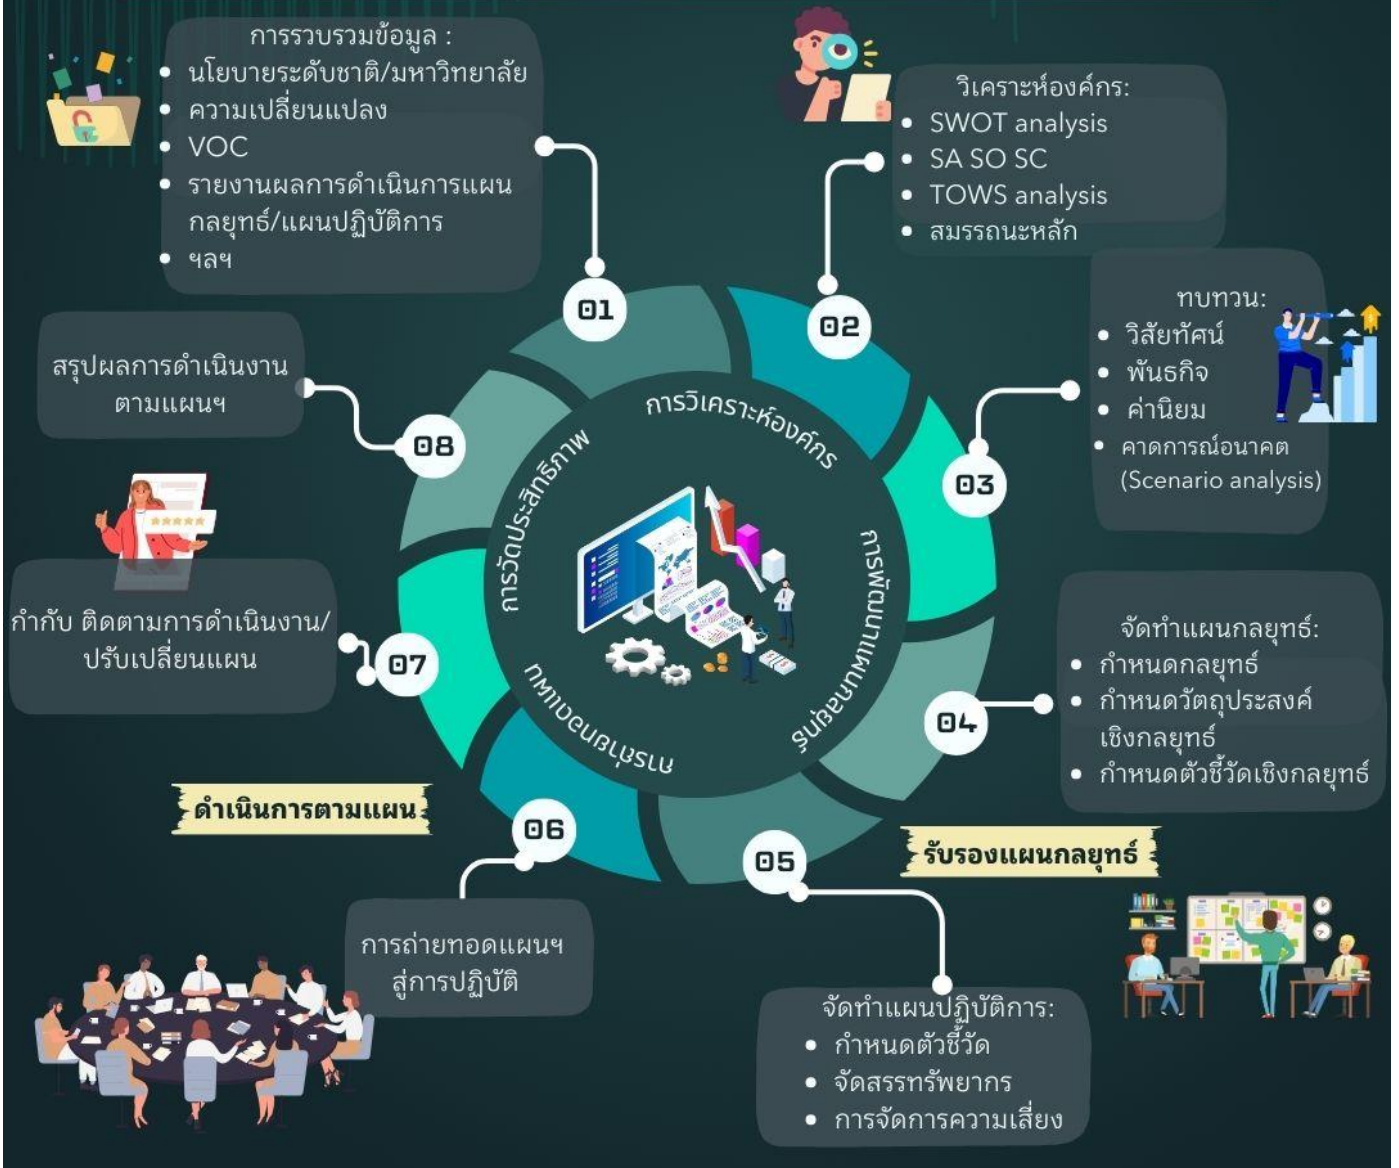 การรวบรวมข้อมูล :
• นโยบายระดับชาติ/มหาวิทยาลัย
• ความเปลี่ยนแปลง
• VOC
• รายงานผลการดำเนินการแผน
กลยุทธ์/แผนปฏิบัติการ
• ฯลฯ
01
วิเคราะห์องค์กร:
• SWOT analysis
• SA SO SC
• TOWS analysis
• สมรรถนะหลัก
02
ทบทวน:
• วิสัยทัศน์
• พันธกิจ
• ค่านิยม
• คาดการณ์อนาคต
(Scenario analysis)
03
จัดทำแผนกลยุทธ์:
• กำหนดกลยุทธ์
• กำหนดวัตถุประสงค์
เชิงกลยุทธ์
• กำหนดตัวชี้วัดเชิงกลยุทธ์
04
รับรองแผนกลยุทธ์
จัดทำแผนปฏิบัติการ:
• กำหนดตัวชี้วัด
• จัดสรรทรัพยากร
• การจัดการความเสี่ยง
05
การถ่ายทอดแผนฯ
สู่การปฏิบัติ
06
ดำเนินการตามแผน
กำกับ ติดตามการดำเนินงาน/
ปรับเปลี่ยนแผน
07
สรุปผลการดำเนินงาน
ตามแผนฯ
08
การวิเคราะห์องค์กร
การพัฒนาแผนกลยุทธ์
การถ่ายทอดแผน
การวัดประสิทธิภาพ